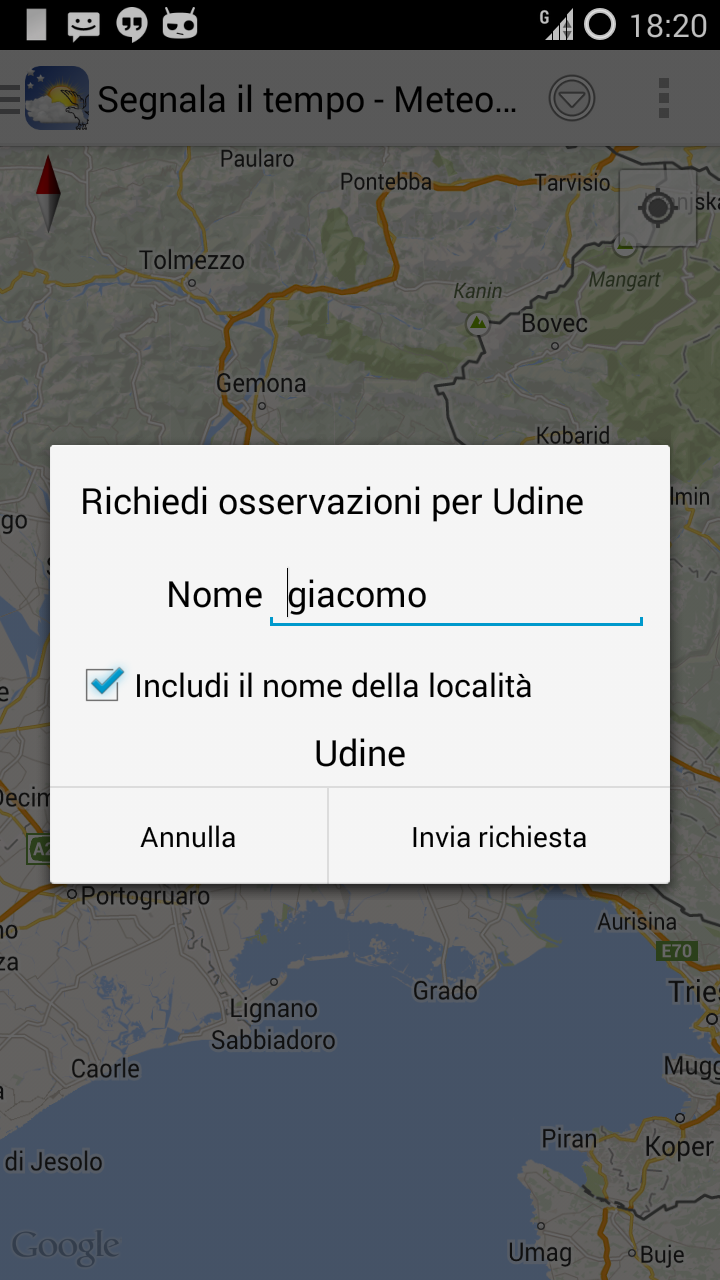 G 18:20
Segnala il tempo - Meteo...
Paularo
Pontebba
Tarvisio
Tolmezzo
Kanin
Mangart
Bovec
Gemona
Kobarid
Richiedi osservazioni per Udine
Nome giacomo
Includi il nome della località
Udine
Annulla
Invia richiesta
Portogruaro
Aurisina
E70
Grado
Lignano
Sabbiadoro
Caorle
Piran
Koper
di Jesolo
Google
Umag
Buje